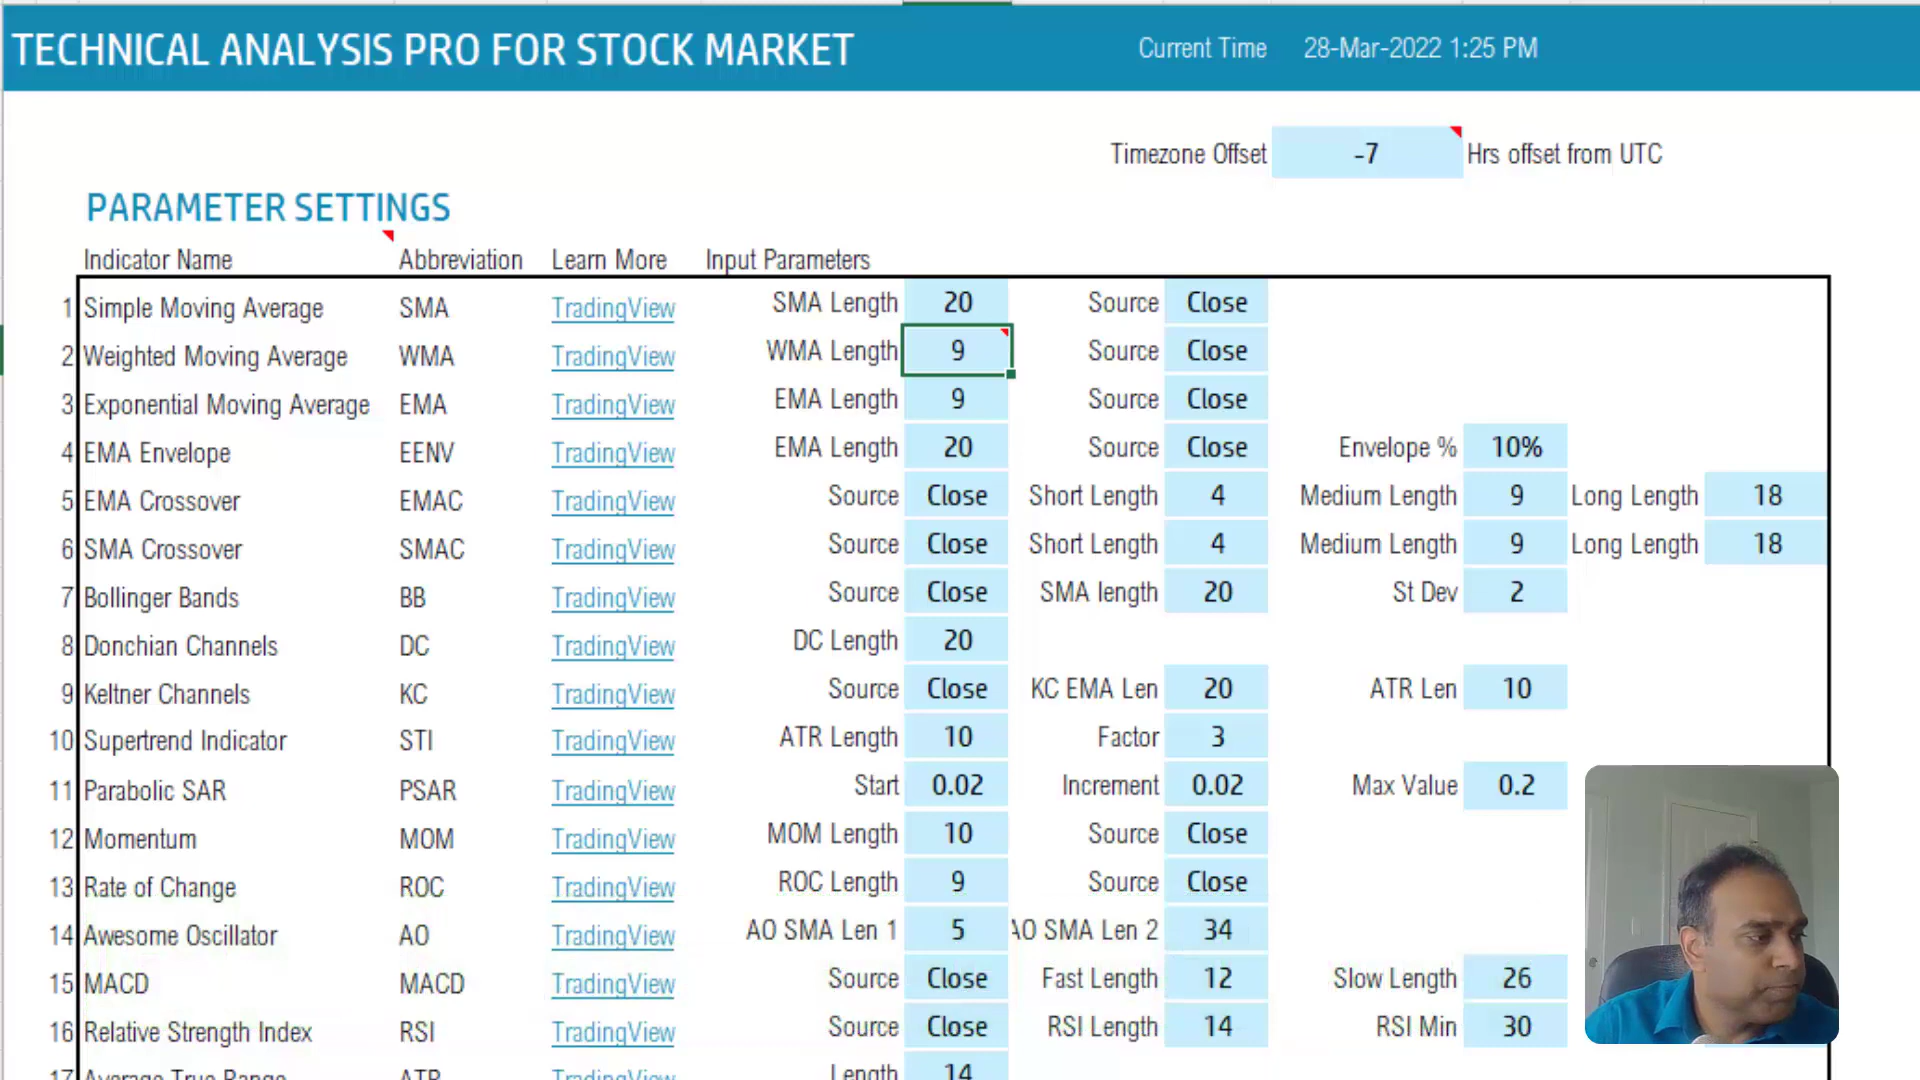 TECHNICAL ANALYSIS PRO FOR STOCK MARKET Current Time 28-Mar-2022 1:25 PM
Timezone Offset -7 Hrs offset from UTC
PARAMETER SETTINGS
Indicator Name Abbreviation Learn More Input Parameters
1 Simple Moving Average SMA TradingView SMA Length 20 Source Close
2 Weighted Moving Average WMA TradingView WMA Length 9 Source Close
3 Exponential Moving Average EMA TradingView EMA Length 9 Source Close
4 EMA Envelope EENV TradingView EMA Length 20 Source Close Envelope % 10%
5 EMA Crossover EMAC TradingView Source Close Short Length 4 Medium Length 9 Long Length 18
6 SMA Crossover SMAC TradingView Source Close Short Length 4 Medium Length 9 Long Length 18
7 Bollinger Bands BB TradingView Source Close SMA length 20 St Dev 2
8 Donchian Channels DC TradingView DC Length 20
9 Keltner Channels KC TradingView Source Close KC EMA Len 20 ATR Len 10
10 Supertrend Indicator STI TradingView ATR Length 10 Factor 3
11 Parabolic SAR PSAR TradingView Start 0.02 Increment 0.02 Max Value 0.2
12 Momentum MOM TradingView MOM Length 10 Source Close
13 Rate of Change ROC TradingView ROC Length 9 Source Close
14 Awesome Oscillator AO TradingView AO SMA Len 1 5 AO SMA Len 2 34
15 MACD MACD TradingView Source Close Fast Length 12 Slow Length 26
16 Relative Strength Index RSI TradingView Source Close RSI Length 14 RSI Min 30
17 Average True Range ATR TradingView Length 14